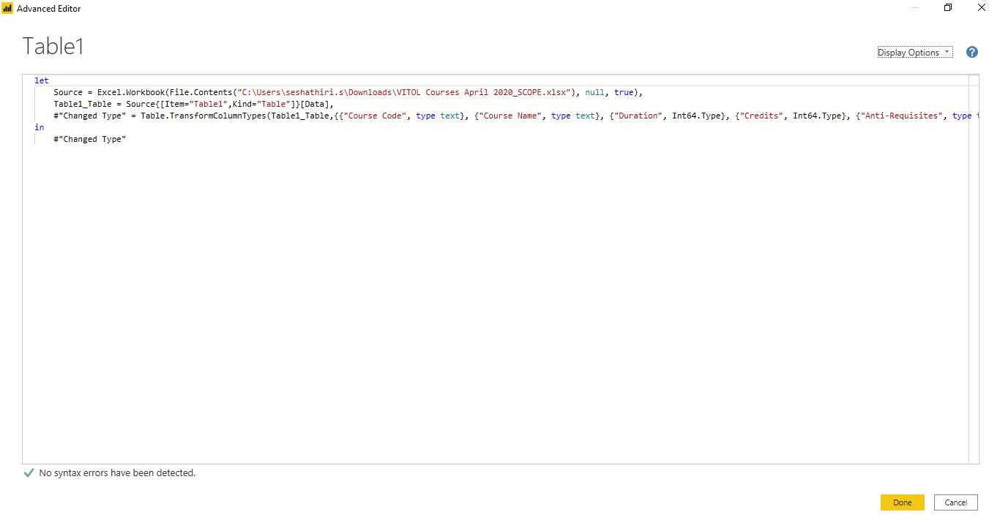 Advanced Editor
Table1
Display Options
?
let
Source = Excel.Workbook(File.Contents("C:\Users\seshathiri.s\Downloads\VITOL Courses April 2020_SCOPE.xlsx"), null, true),
Table1_Table = Source{[Item="Table1",Kind="Table"]}[Data],
#"Changed Type" = Table.TransformColumnTypes(Table1_Table,{{"Course Code", type text}, {"Course Name", type text}, {"Duration", Int64.Type}, {"Credits", Int64.Type}, {"Anti-Requisites", type t
in
#"Changed Type"
No syntax errors have been detected.
Done Cancel